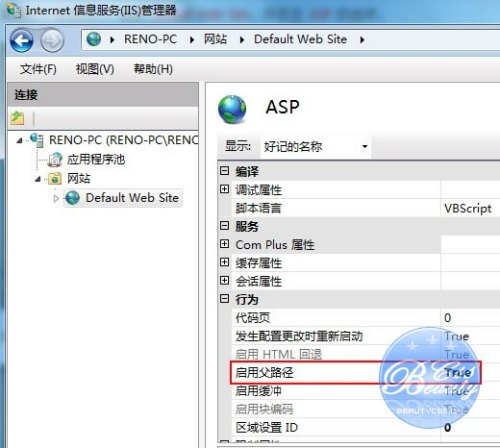 Internet 信息服务(IIS)管理器
RENO-PC 网站 Default Web Site
文件(F) 视图(V) 帮助(H)
连接
RENO-PC (RENO-PC\RENO
应用程序池
网站
Default Web Site
ASP
显示: 好记的名称
编译
调试属性
脚本语言 VBScript
服务
Com Plus 属性
缓存属性
会话属性
行为
代码页 0
发生配置更改时重新启动 True
启用 HTML 回退 True
启用父路径 True
启用缓冲 True
启用块编码 True
区域设置 ID 0